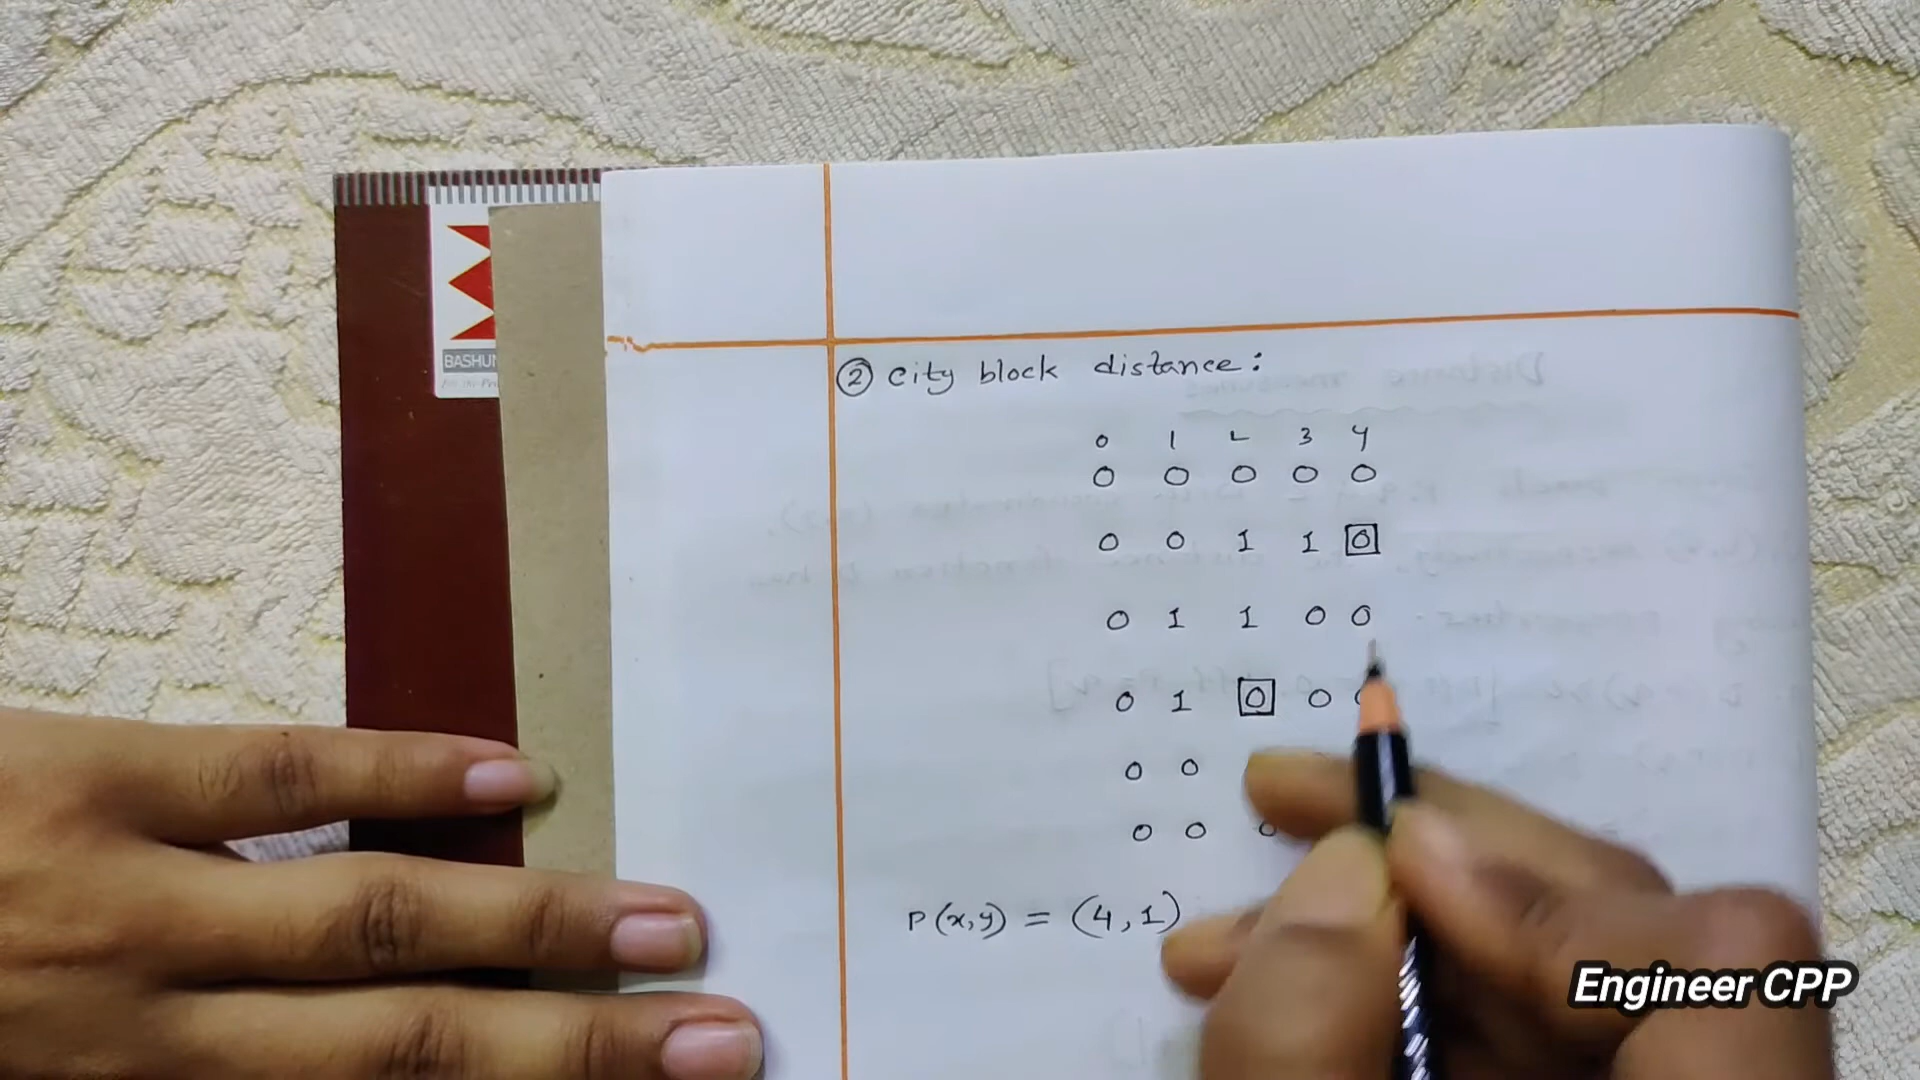 BASHUN
② City block distance:
0 1 2 3 4
0 0 0 0 0
0 0 1 1 0
0 1 1 0 0
0 1 0 0
0 0
0 0 0
P(x,y) = (4,1)
Engineer CPP